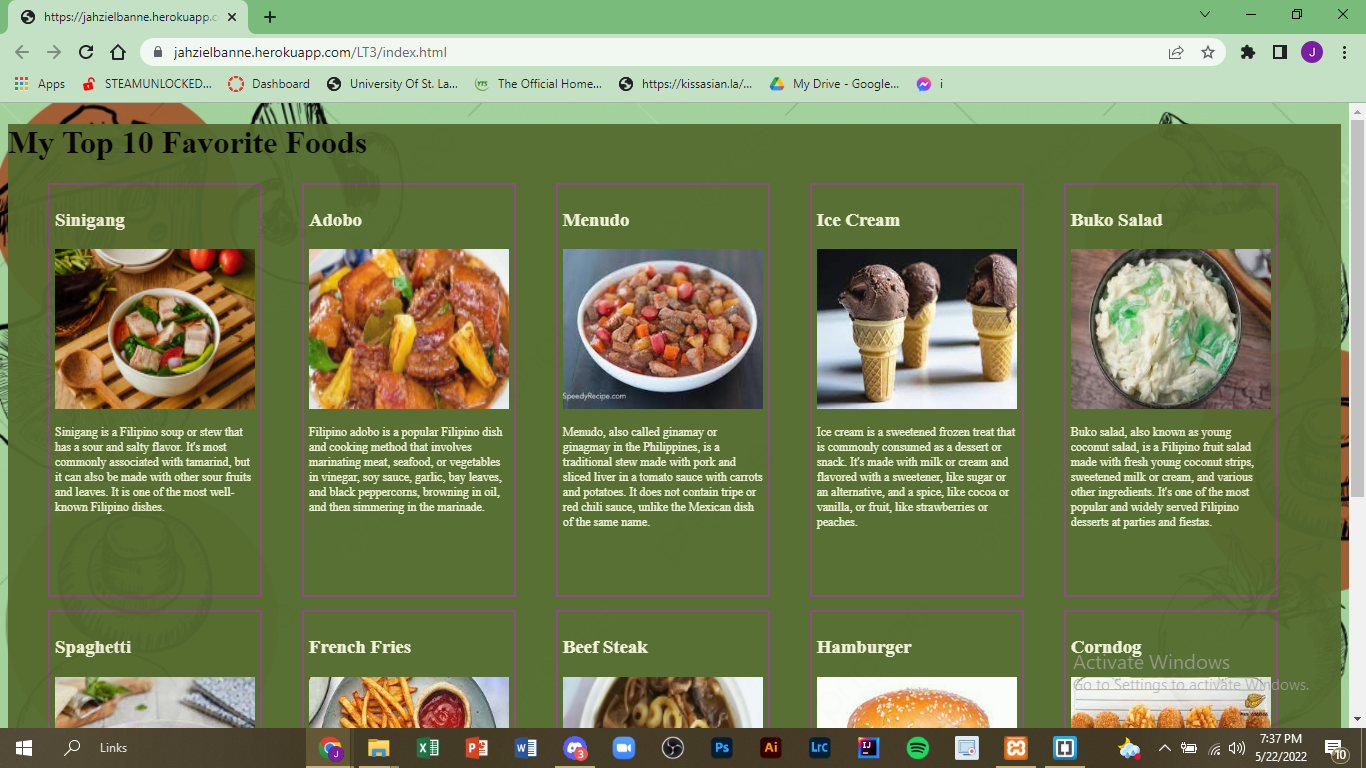 https://jahzielbanne.herokuapp.c
jahzielbanne.herokuapp.com/LT3/index.html
J
Apps
STEAMUNLOCKED...
Dashboard
University Of St. La...
The Official Home...
https://kissasian.la/...
My Drive - Google...
i
My Top 10 Favorite Foods
Sinigang
Sinigang is a Filipino soup or stew that
has a sour and salty flavor. It's most
commonly associated with tamarind, but
it can also be made with other sour fruits
and leaves. It is one of the most well-
known Filipino dishes.
Adobo
Filipino adobo is a popular Filipino dish
and cooking method that involves
marinating meat, seafood, or vegetables
in vinegar, soy sauce, garlic, bay leaves,
and black peppercorns, browning in oil,
and then simmering in the marinade.
Menudo
SpeedyRecipe.com
Menudo, also called ginamay or
ginagmay in the Philippines, is a
traditional stew made with pork and
sliced liver in a tomato sauce with carrots
and potatoes. It does not contain tripe or
red chili sauce, unlike the Mexican dish
of the same name.
Ice Cream
Ice cream is a sweetened frozen treat that
is commonly consumed as a dessert or
snack. It's made with milk or cream and
flavored with a sweetener, like sugar or
an alternative, and a spice, like cocoa or
vanilla, or fruit, like strawberries or
peaches.
Buko Salad
Buko salad, also known as young
coconut salad, is a Filipino fruit salad
made with fresh young coconut strips,
sweetened milk or cream, and various
other ingredients. It's one of the most
popular and widely served Filipino
desserts at parties and fiestas.
Spaghetti
French Fries
Beef Steak
Hamburger
Corndog
Activate Windows
Go to Settings to activate Windows.
Links
J
3
Ps
Ai
LrC
IJ
7:37 PM
5/22/2022
10